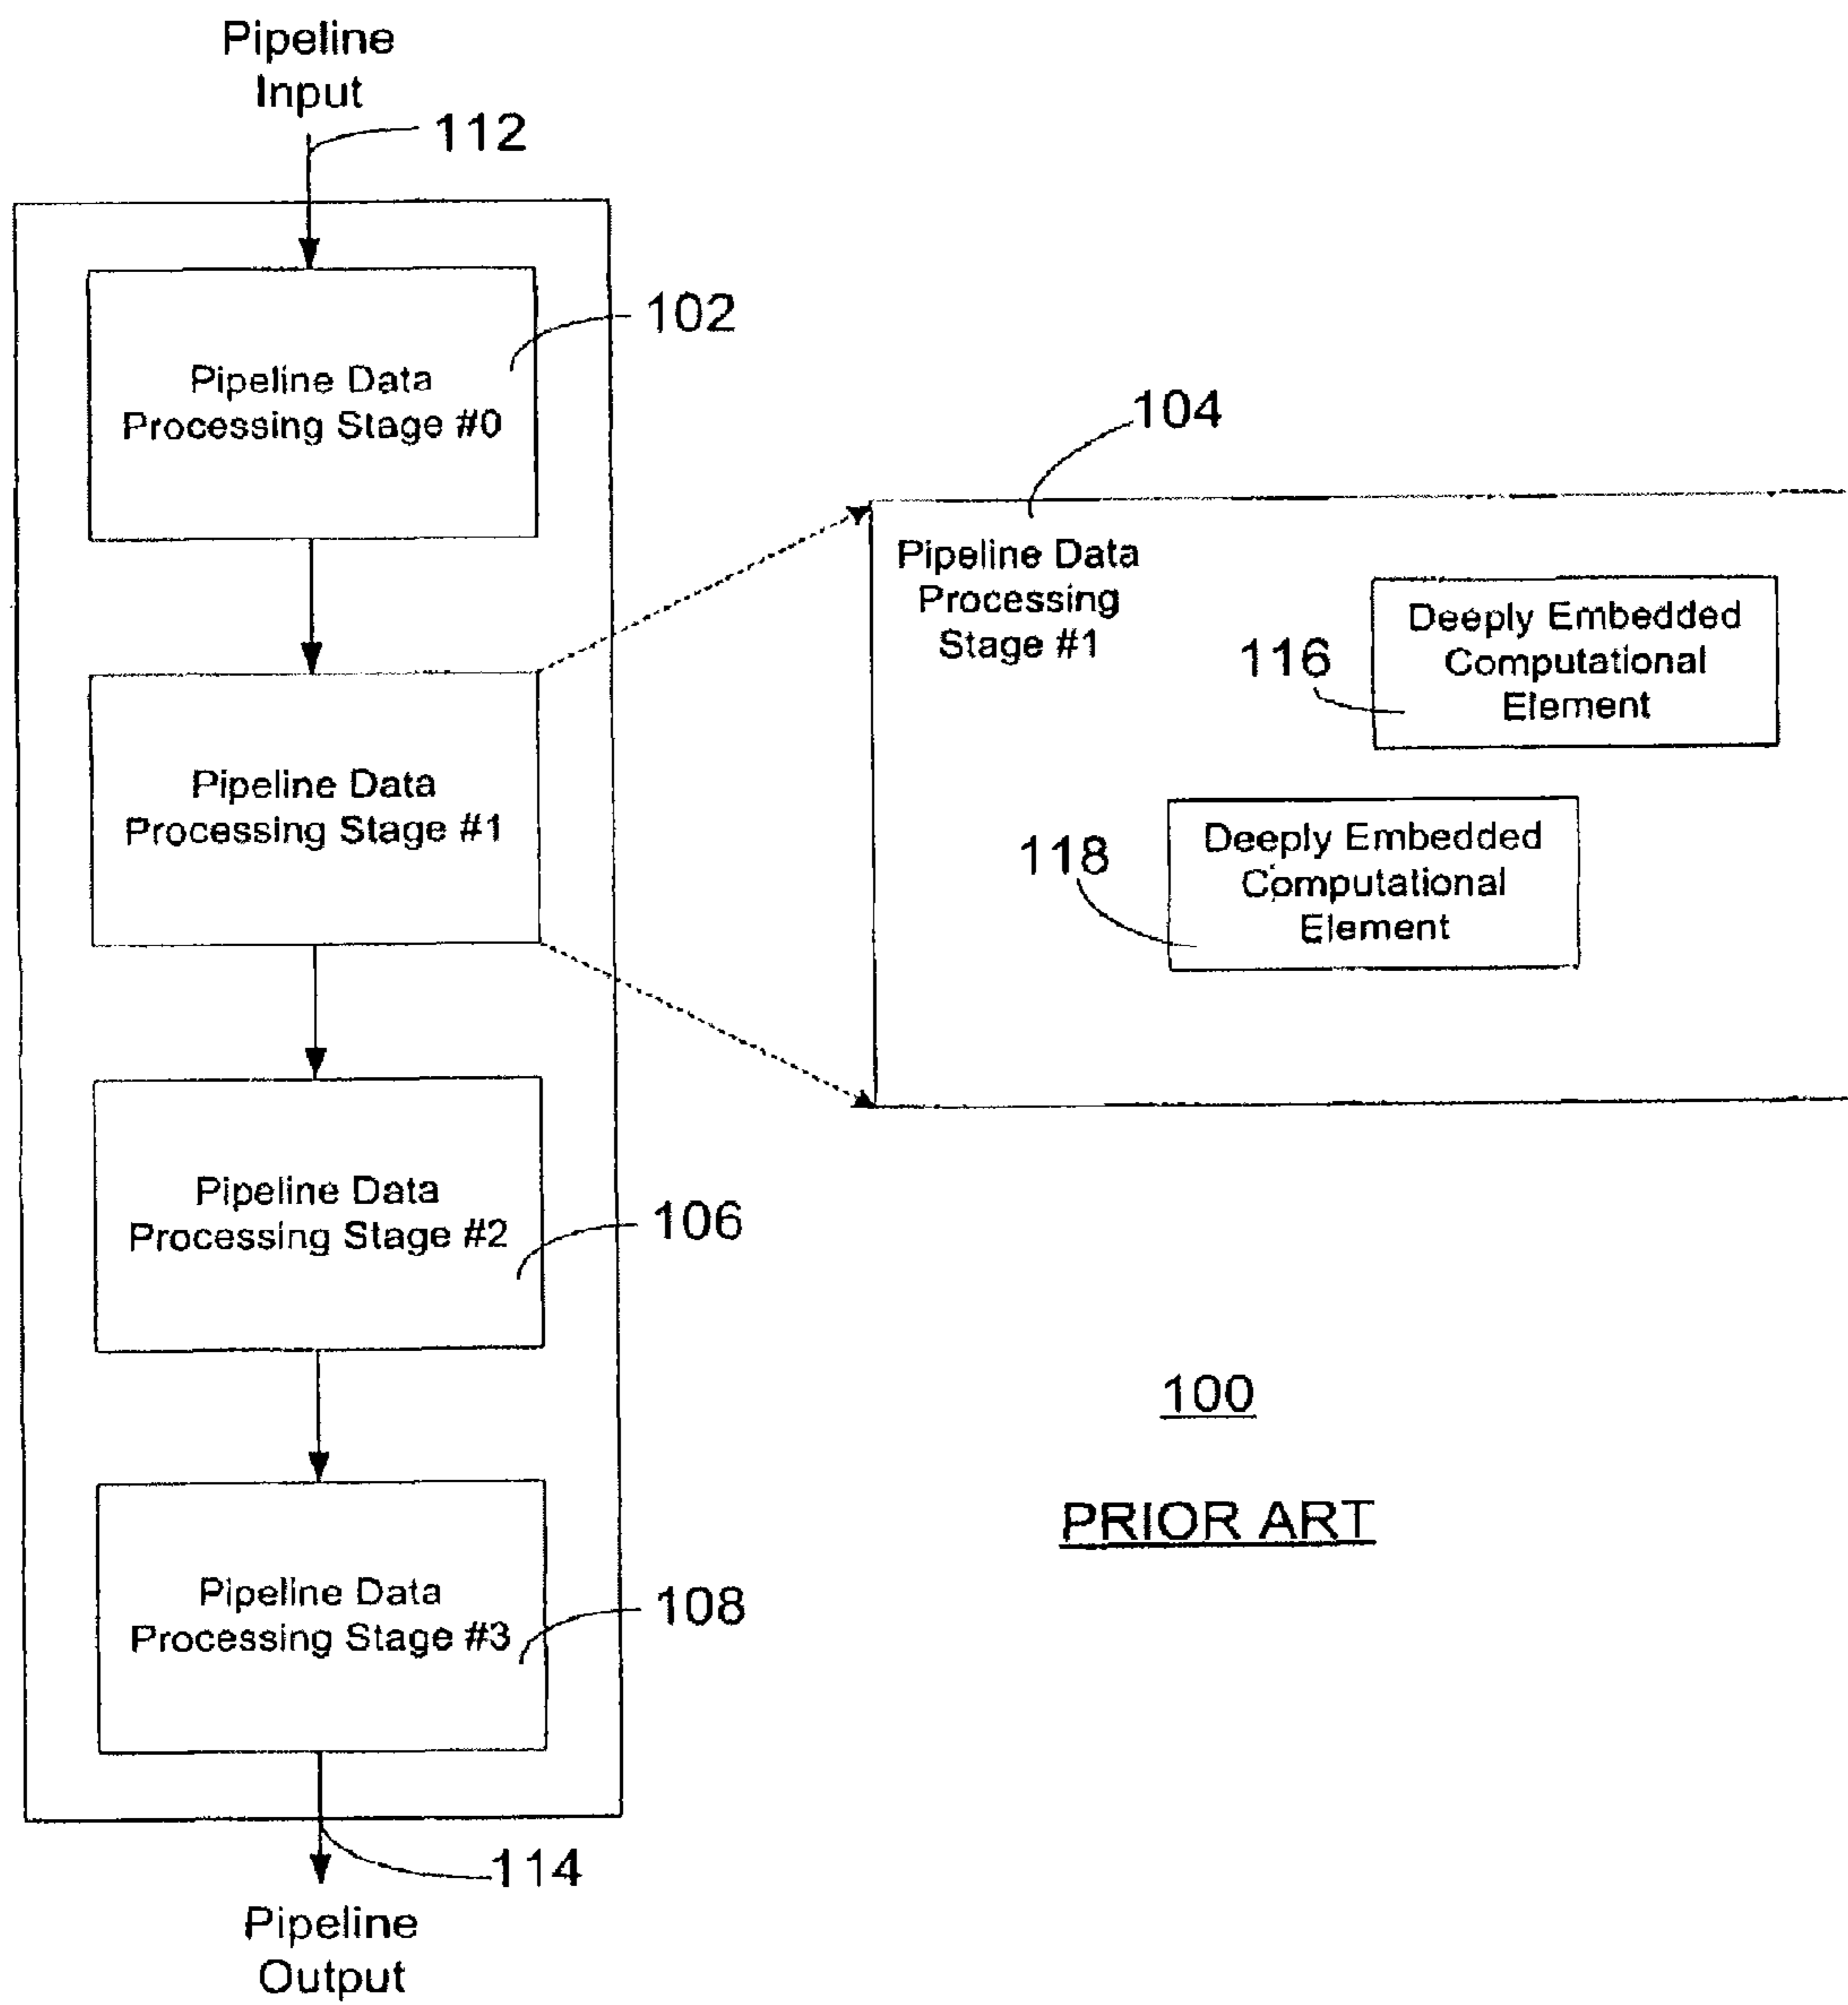 Pipeline
Input
112
102
Pipeline Data
Processing Stage #0
104
Pipeline Data
Processing
Stage #1
Deeply Embedded
Computational
Element
116
Pipeline Data
Processing Stage #1
Deeply Embedded
Computational
Element
118
Pipeline Data
Processing Stage #2
106
100
PRIOR ART
Pipeline Data
Processing Stage #3
108
114
Pipeline
Output